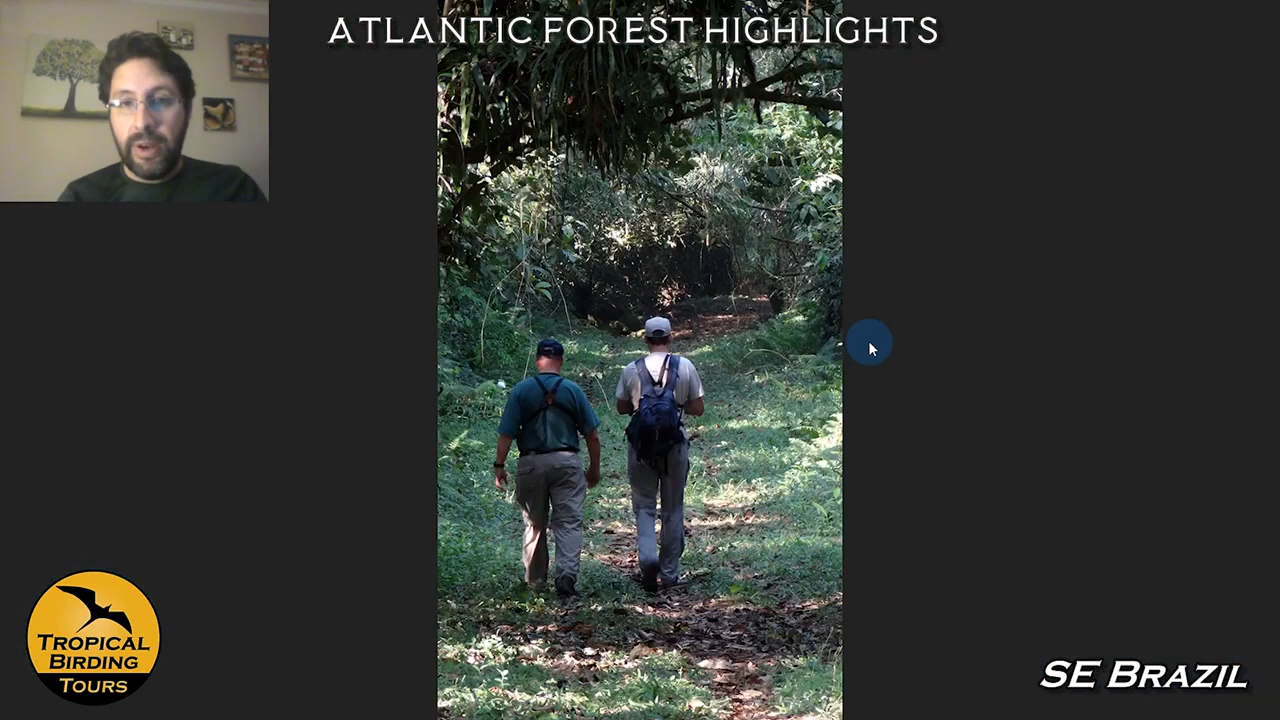 ATLANTIC FOREST HIGHLIGHTS
TROPICAL
BIRDING
TOURS
SE BRAZIL